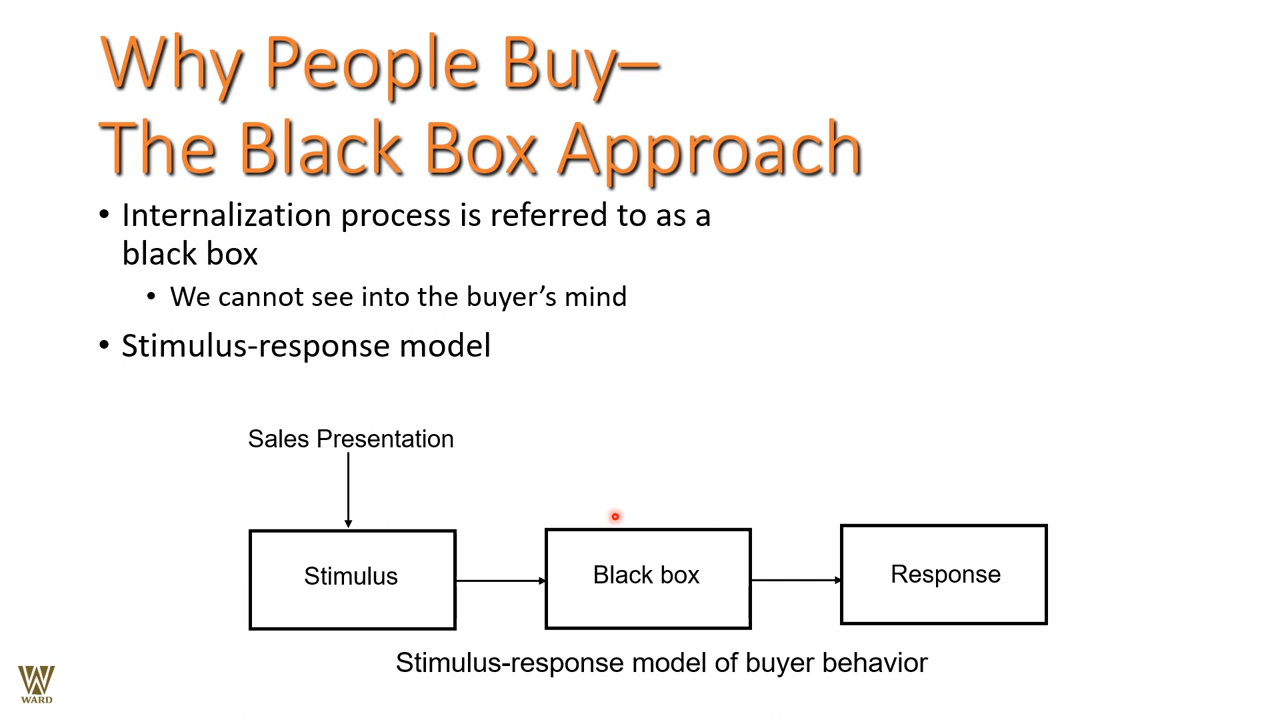 Why People Buy–
The Black Box Approach
• Internalization process is referred to as a
black box
• We cannot see into the buyer’s mind
• Stimulus-response model
Sales Presentation
Stimulus
Black box
Response
Stimulus-response model of buyer behavior
W
WARD